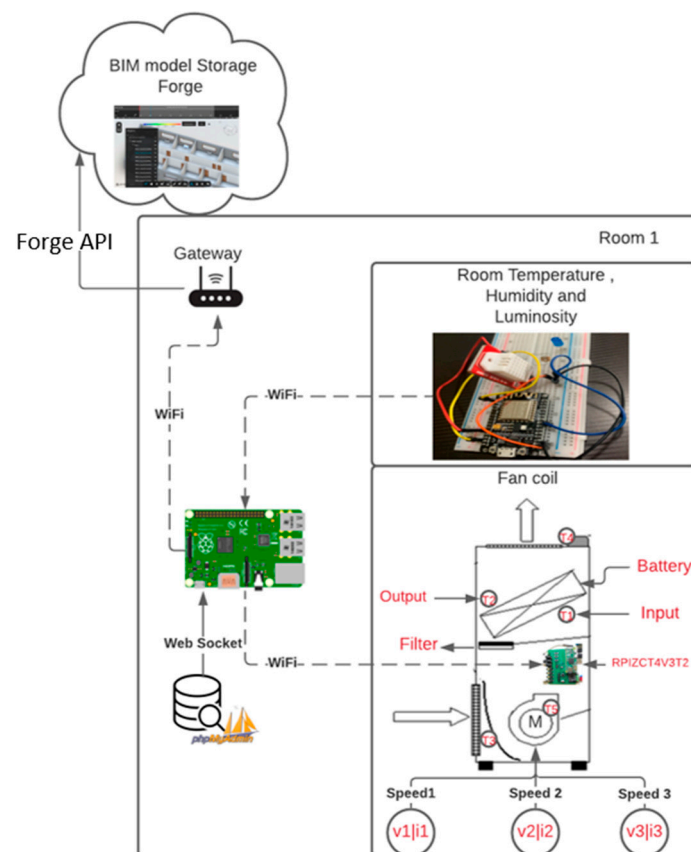 BIM model Storage
Forge
Forge API
Room 1
Gateway
Room Temperature ,
Humidity and
Luminosity
WiFi
WiFi
Fan coil
T4
Battery
Output
T2
T1
Input
Filter
RPIZCT4V3T2
Web Socket
WiFi
T5
M
T3
Speed1
Speed 2
Speed 3
v1|i1
v2|i2
v3|i3